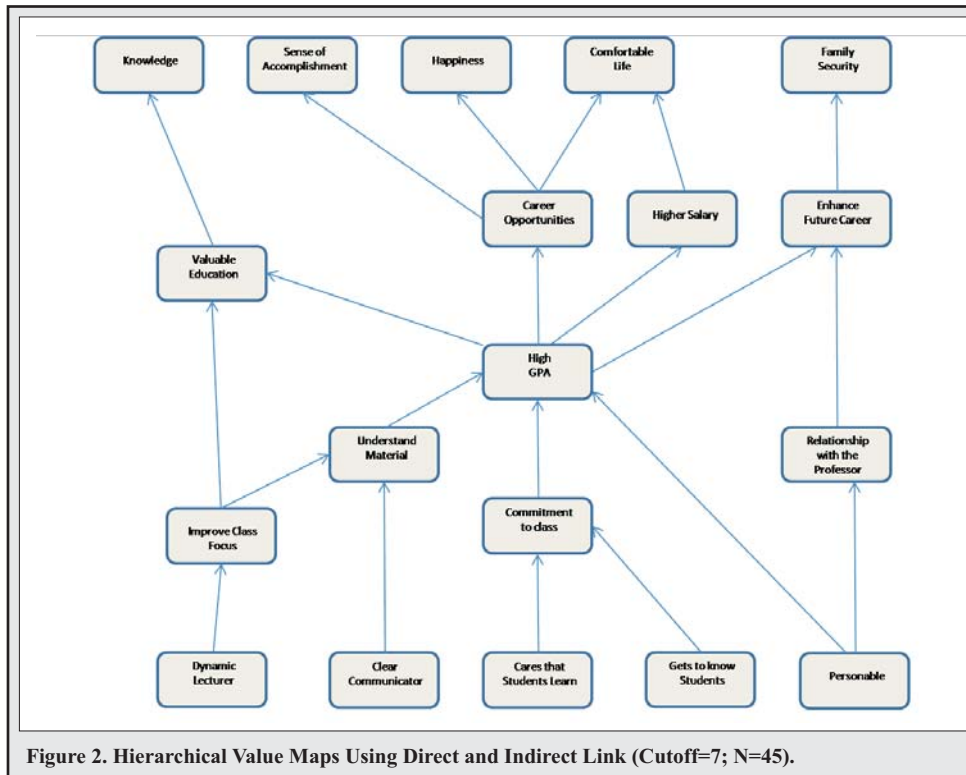 Knowledge
Sense of
Accomplishment
Happiness
Comfortable
Life
Family
Security
Career
Opportunities
Higher Salary
Enhance
Future Career
Valuable
Education
High
GPA
Understand
Material
Relationship
with the
Professor
Commitment
to class
Improve Class
Focus
Dynamic
Lecturer
Clear
Communicator
Cares that
Students Learn
Gets to know
Students
Personable
Figure 2. Hierarchical Value Maps Using Direct and Indirect Link (Cutoff=7; N=45).